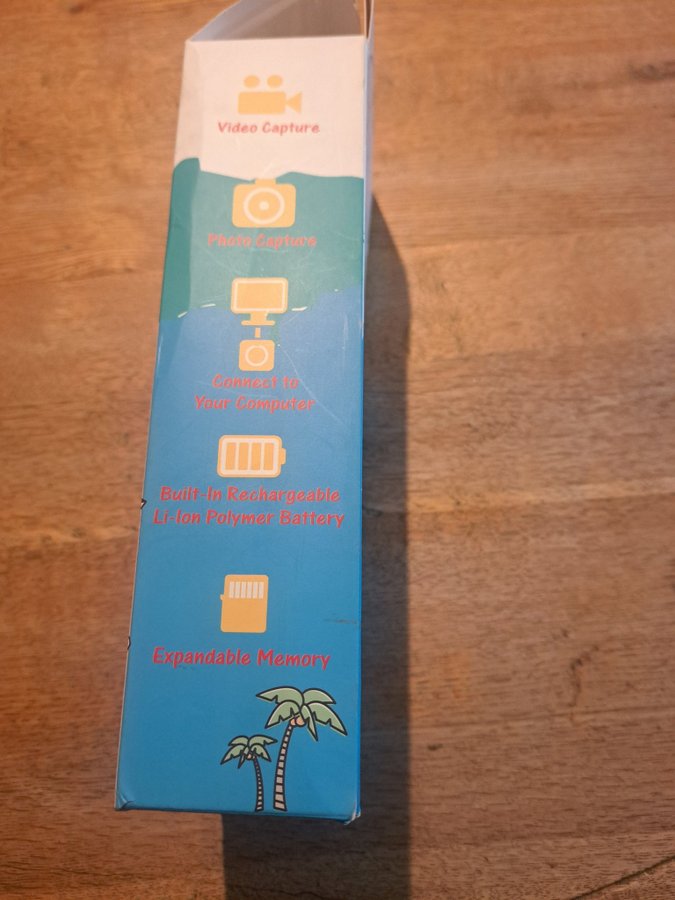 Video Capture
Photo Capture
Connect to
Your Computer
Built-In Rechargeable
Li-Ion Polymer Battery
Expandable Memory